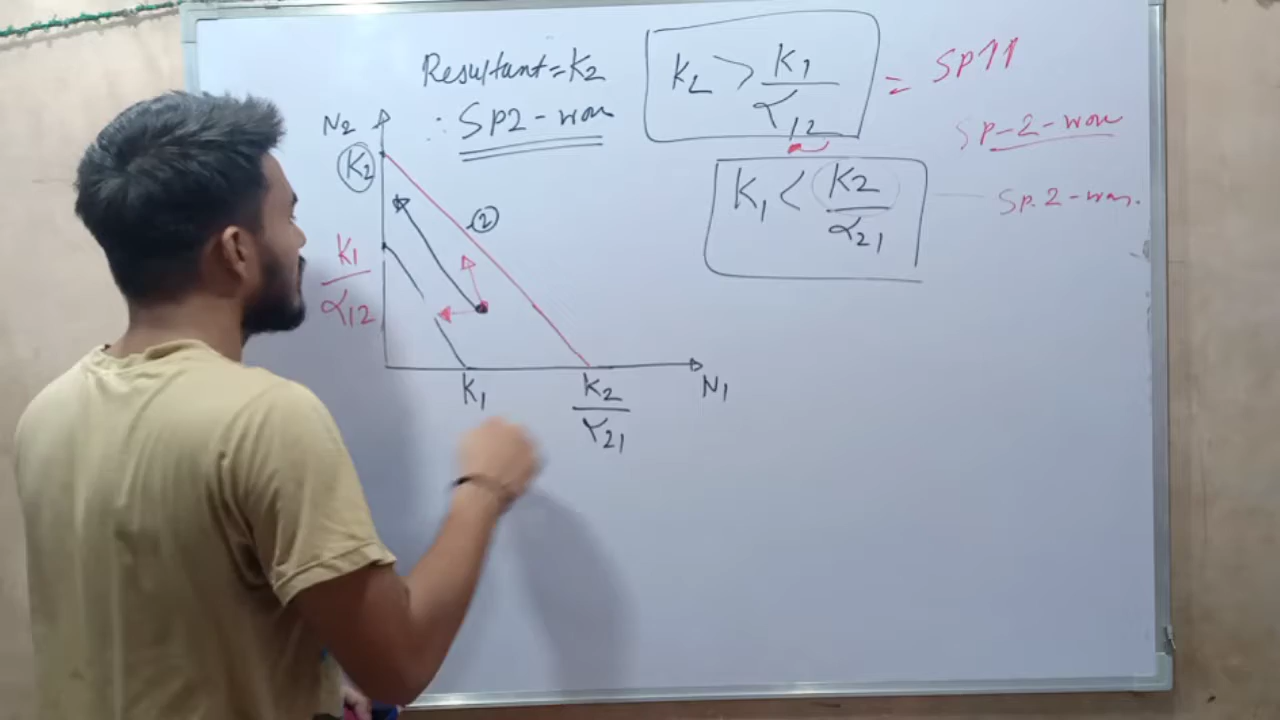 Resultant = K2
∴ SP2 - won
K2 > K1/α12 = SP↑↑
SP-2-won
K1 < K2/α21
Sp. 2-won.
N2
K2
2
K1/α12
K1
K2/α21
N1